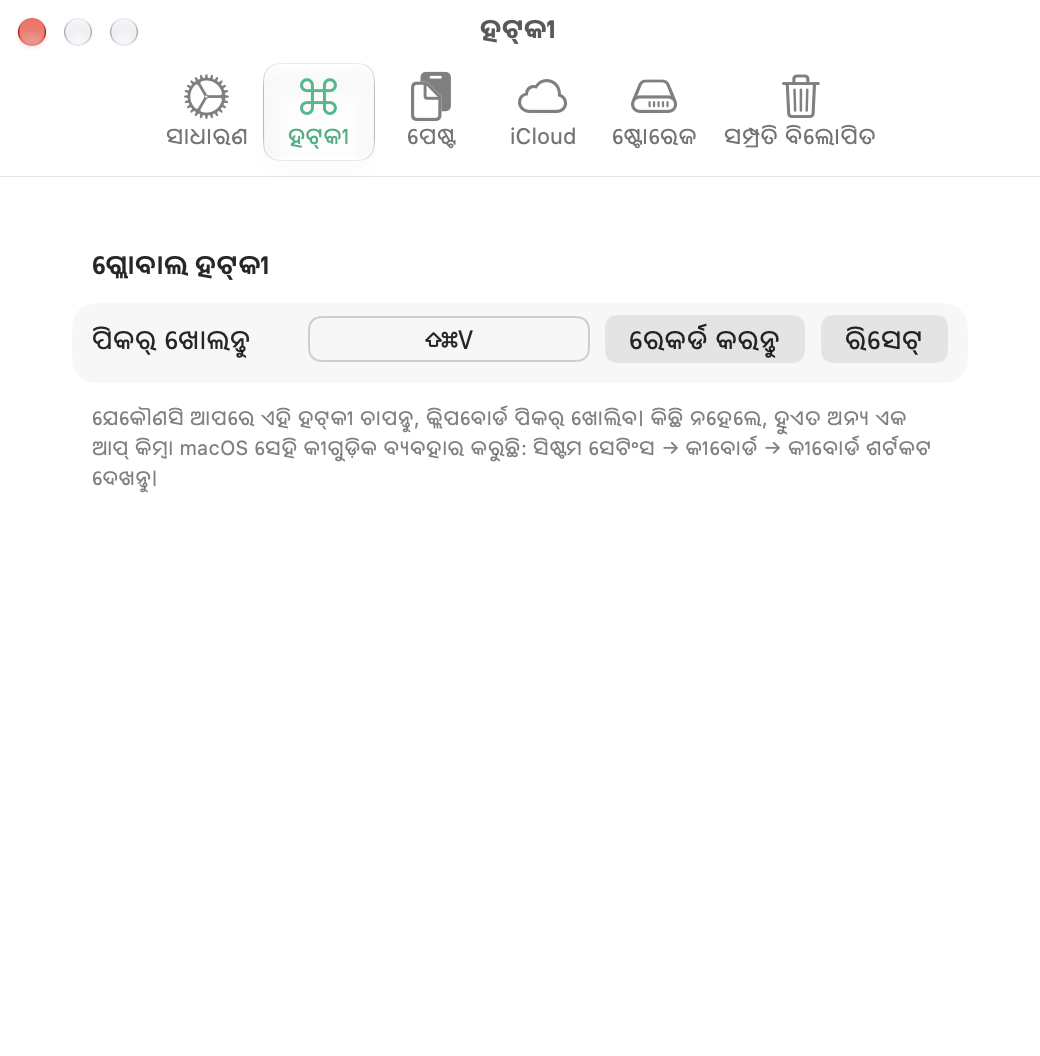 ହଟ୍‌କୀ
ସାଧାରଣ
ହଟ୍‌କୀ
ପେଷ୍ଟ
iCloud
ଷ୍ଟୋରେଜ
ସମ୍ପ୍ରତି ବିଲୋପିତ
ଗ୍ଲୋବାଲ ହଟ୍‌କୀ
ପିକର୍ ଖୋଲନ୍ତୁ
⇧⌘V
ରେକର୍ଡ କରନ୍ତୁ
ରିସେଟ୍
ଯେକୌଣସି ଆପରେ ଏହି ହଟ୍‌କୀ ଚାପନ୍ତୁ, କ୍ଲିପବୋର୍ଡ ପିକର୍ ଖୋଲିବ। କିଛି ନହେଲେ, ହୁଏତ ଅନ୍ୟ ଏକ
ଆପ୍ କିମ୍ବା macOS ସେହି କୀଗୁଡ଼ିକ ବ୍ୟବହାର କରୁଛି: ସିଷ୍ଟମ ସେଟିଂସ → କୀବୋର୍ଡ → କୀବୋର୍ଡ ଶର୍ଟକଟ
ଦେଖନ୍ତୁ।